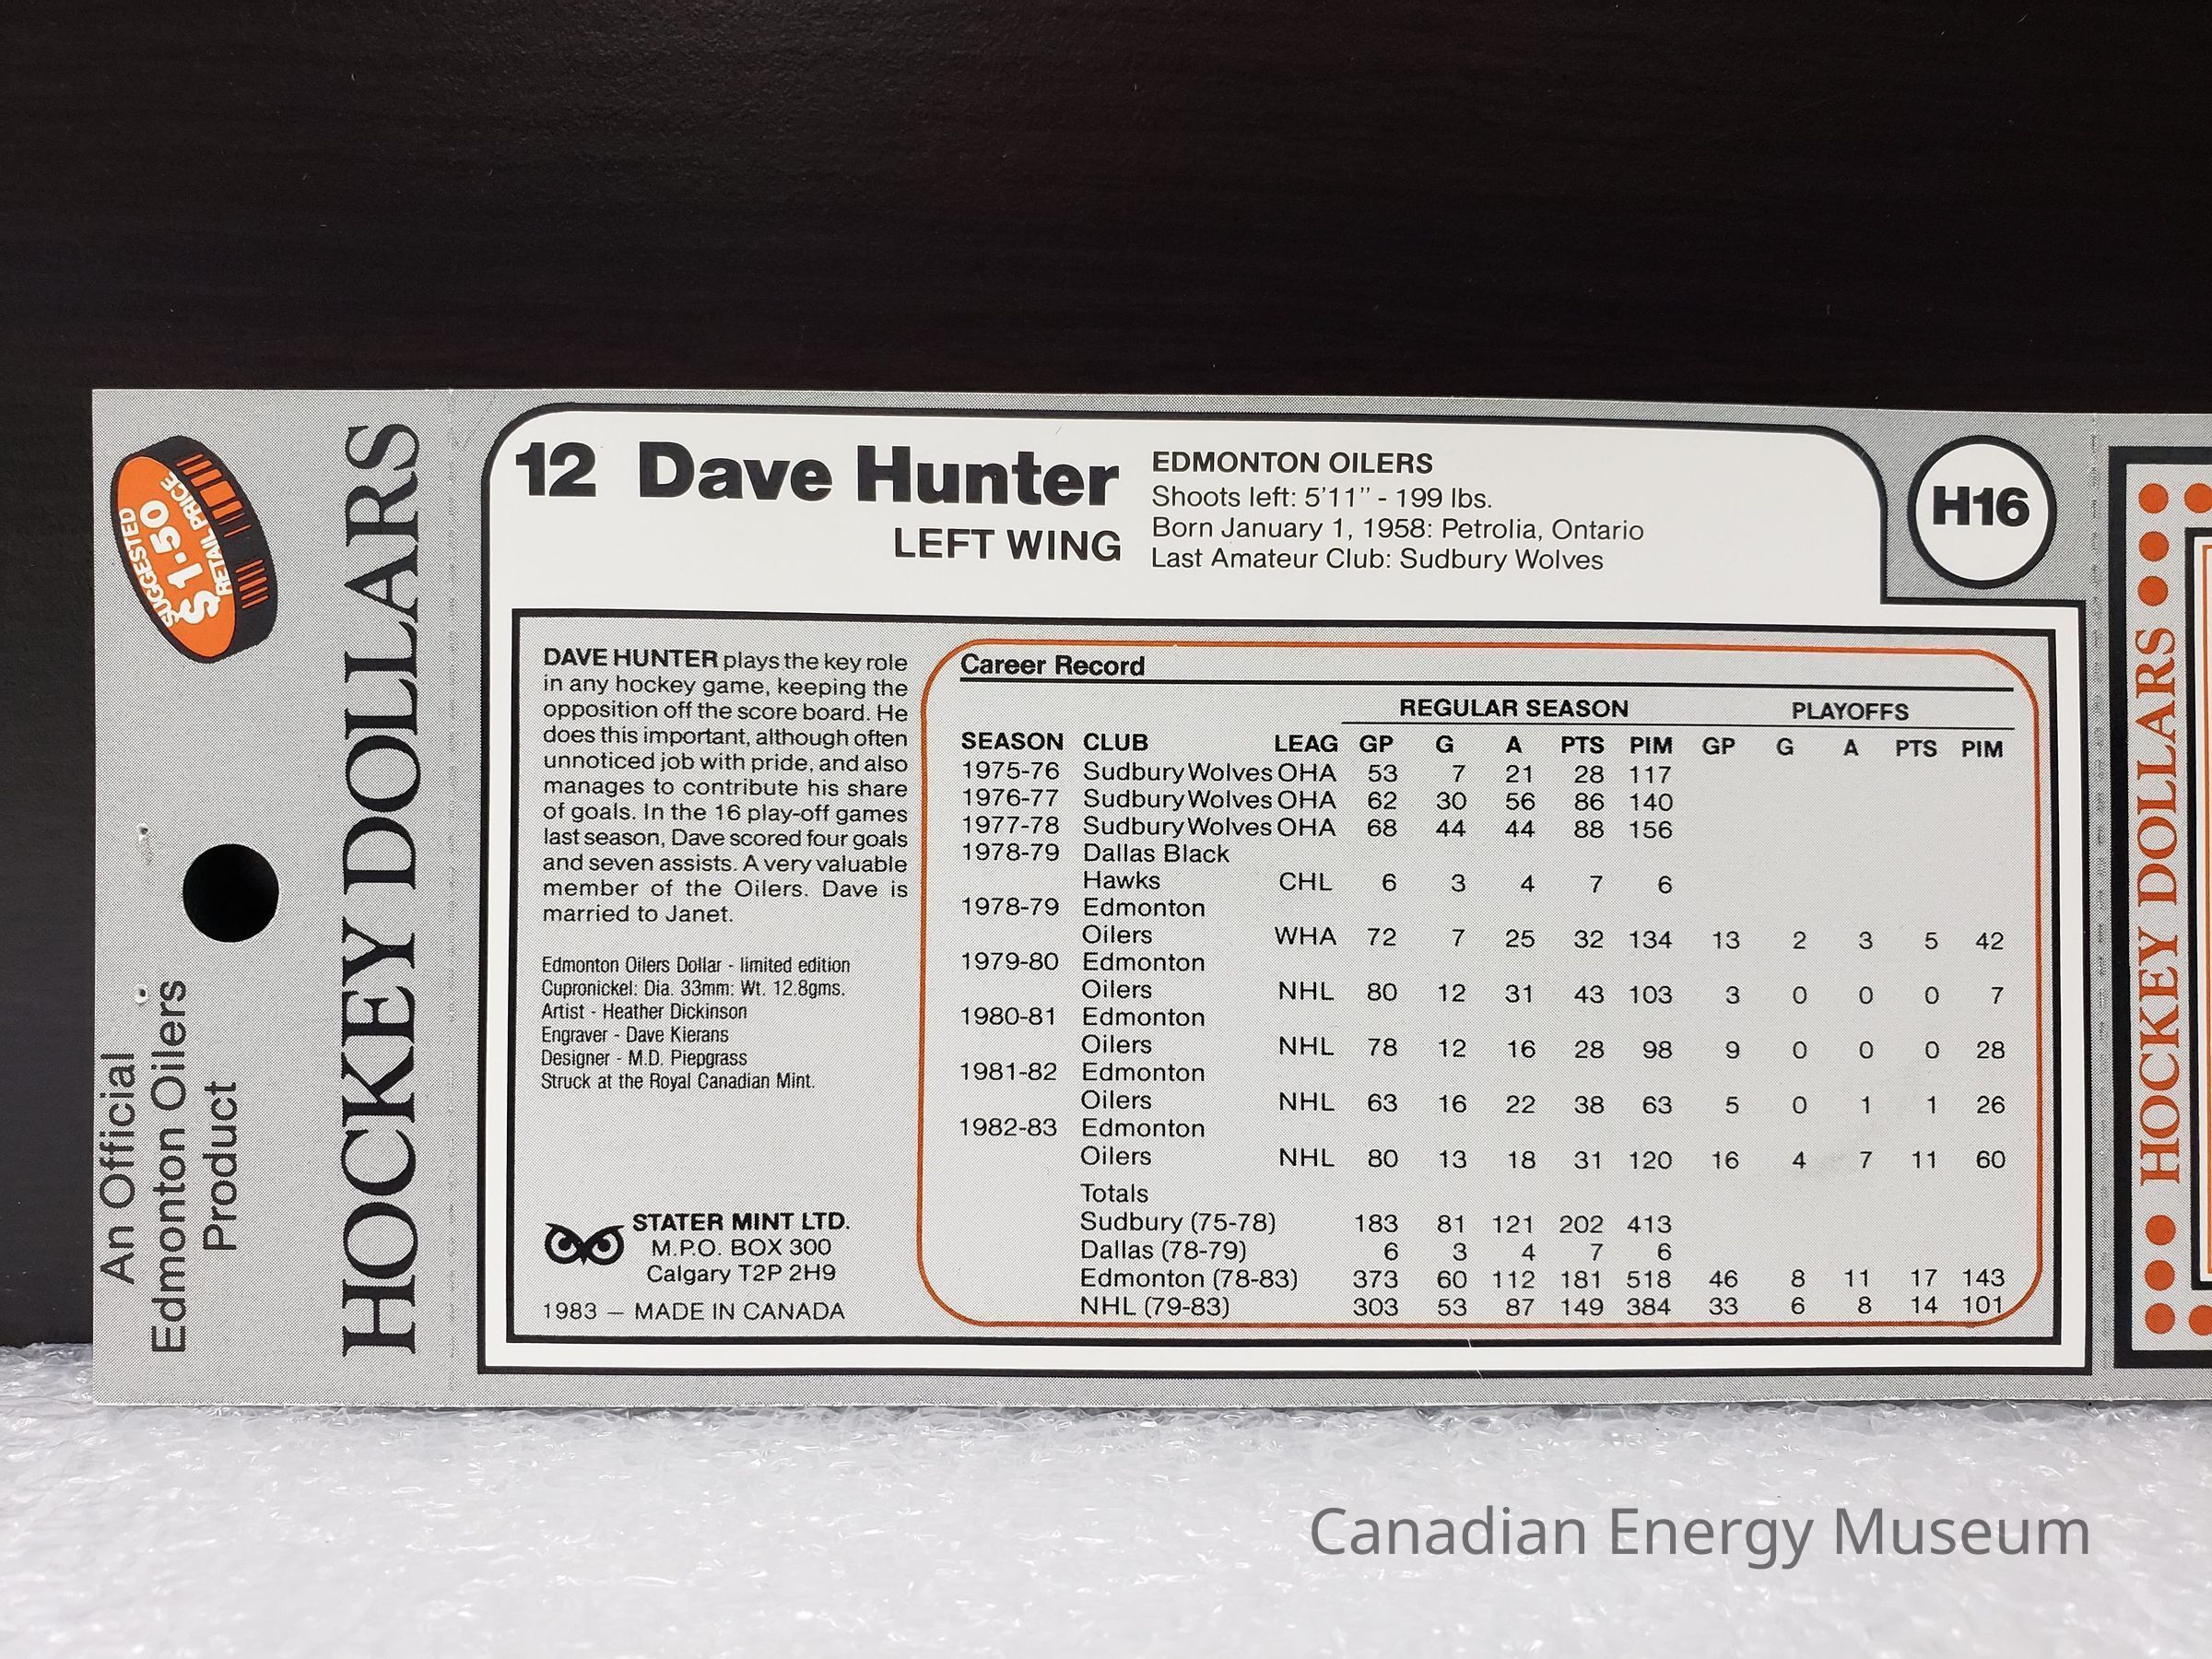 SUGGESTED
$1.50
RETAIL PRICE
An Official
Edmonton Oilers
Product
HOCKEY DOLLARS
12 Dave Hunter
LEFT WING
EDMONTON OILERS
Shoots left: 5'11" - 199 lbs.
Born January 1, 1958: Petrolia, Ontario
Last Amateur Club: Sudbury Wolves
H16
DAVE HUNTER plays the key role
in any hockey game, keeping the
opposition off the score board. He
does this important, although often
unnoticed job with pride, and also
manages to contribute his share
of goals. In the 16 play-off games
last season, Dave scored four goals
and seven assists. A very valuable
member of the Oilers. Dave is
married to Janet.
Edmonton Oilers Dollar - limited edition
Cupronickel: Dia. 33mm: Wt. 12.8gms.
Artist - Heather Dickinson
Engraver - Dave Kierans
Designer - M.D. Piepgrass
Struck at the Royal Canadian Mint.
STATER MINT LTD.
M.P.O. BOX 300
Calgary T2P 2H9
1983 — MADE IN CANADA
Career Record
REGULAR SEASON PLAYOFFS
SEASON CLUB LEAG GP G A PTS PIM GP G A PTS PIM
1975-76 Sudbury Wolves OHA 53 7 21 28 117
1976-77 Sudbury Wolves OHA 62 30 56 86 140
1977-78 Sudbury Wolves OHA 68 44 44 88 156
1978-79 Dallas Black
Hawks CHL 6 3 4 7 6
1978-79 Edmonton
Oilers WHA 72 7 25 32 134 13 2 3 5 42
1979-80 Edmonton
Oilers NHL 80 12 31 43 103 3 0 0 0 7
1980-81 Edmonton
Oilers NHL 78 12 16 28 98 9 0 0 0 28
1981-82 Edmonton
Oilers NHL 63 16 22 38 63 5 0 1 1 26
1982-83 Edmonton
Oilers NHL 80 13 18 31 120 16 4 7 11 60
Totals
Sudbury (75-78) 183 81 121 202 413
Dallas (78-79) 6 3 4 7 6
Edmonton (78-83) 373 60 112 181 518 46 8 11 17 143
NHL (79-83) 303 53 87 149 384 33 6 8 14 101
HOCKEY DOLLARS
Canadian Energy Museum